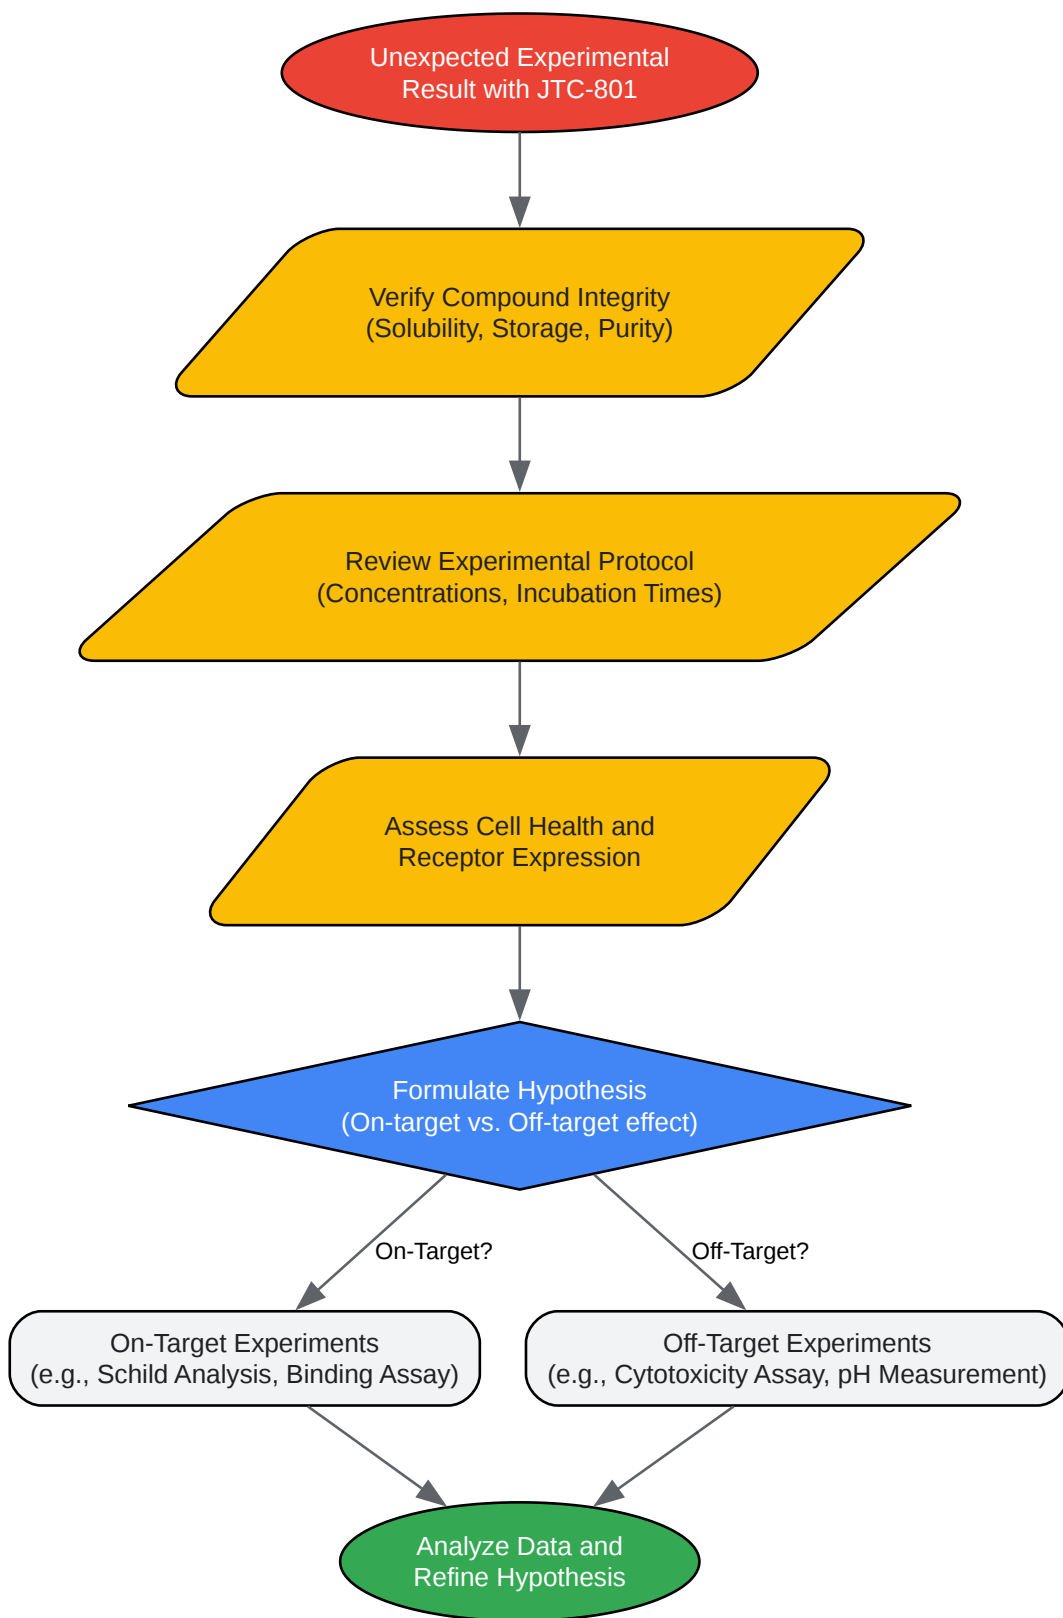 Unexpected Experimental
Result with JTC-801
Verify Compound Integrity
(Solubility, Storage, Purity)
Review Experimental Protocol
(Concentrations, Incubation Times)
Assess Cell Health and
Receptor Expression
Formulate Hypothesis
(On-target vs. Off-target effect)
On-Target?
Off-Target?
On-Target Experiments
(e.g., Schild Analysis, Binding Assay)
Off-Target Experiments
(e.g., Cytotoxicity Assay, pH Measurement)
Analyze Data and
Refine Hypothesis